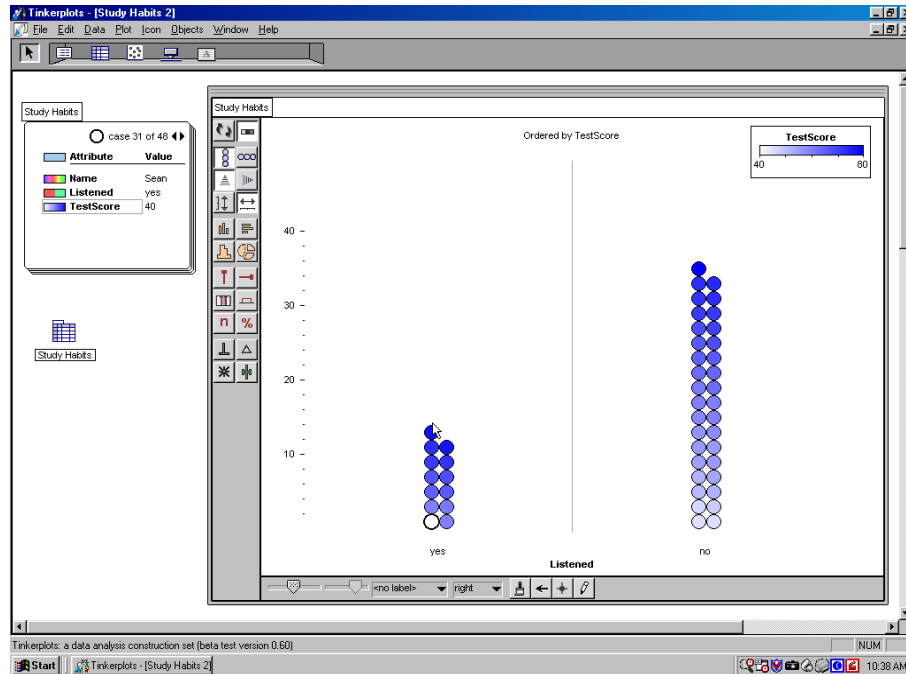 Tinkerplots - [Study Habits 2]
File Edit Data Plot Icon Objects Window Help
A
Study Habits
case 31 of 48
Attribute Value
Name Sean
Listened yes
TestScore 40
Study Habits
Study Habits
n %
Ordered by TestScore
TestScore
40 80
40
30
20
10
yes no
Listened
<no label> right
Tinkerplots: a data analysis construction set (beta test version 0.60)
NUM
Start Tinkerplots - [Study Habits 2] 10:38 AM